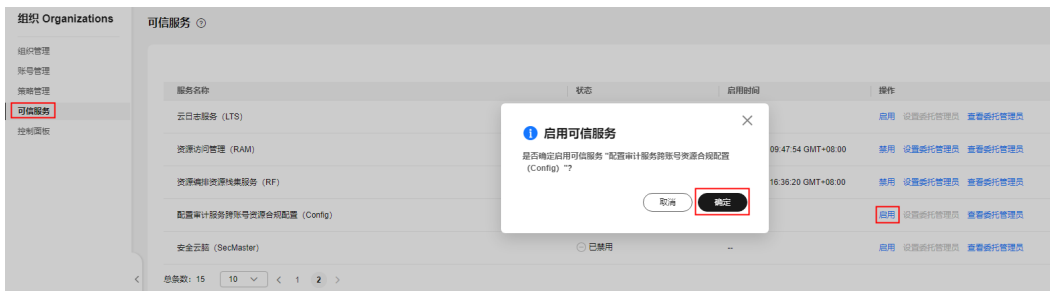 组织 Organizations
可信服务
组织管理
账号管理
策略管理
可信服务
控制面板
服务名称 状态 启用时间 操作
云日志服务 (LTS) 启用 设置委托管理员 查看委托管理员
资源访问管理 (RAM) 09:47:54 GMT+08:00 禁用 设置委托管理员 查看委托管理员
资源编排资源栈集服务 (RF) 16:36:20 GMT+08:00 禁用 设置委托管理员 查看委托管理员
配置审计服务跨账号资源合规配置 (Config) 启用 设置委托管理员 查看委托管理员
安全云脑 (SecMaster) 已禁用 -- 启用 设置委托管理员 查看委托管理员
总条数: 15 10 < 1 2 >
启用可信服务
是否确定启用可信服务 "配置审计服务跨账号资源合规配置
(Config) "?
取消 确定